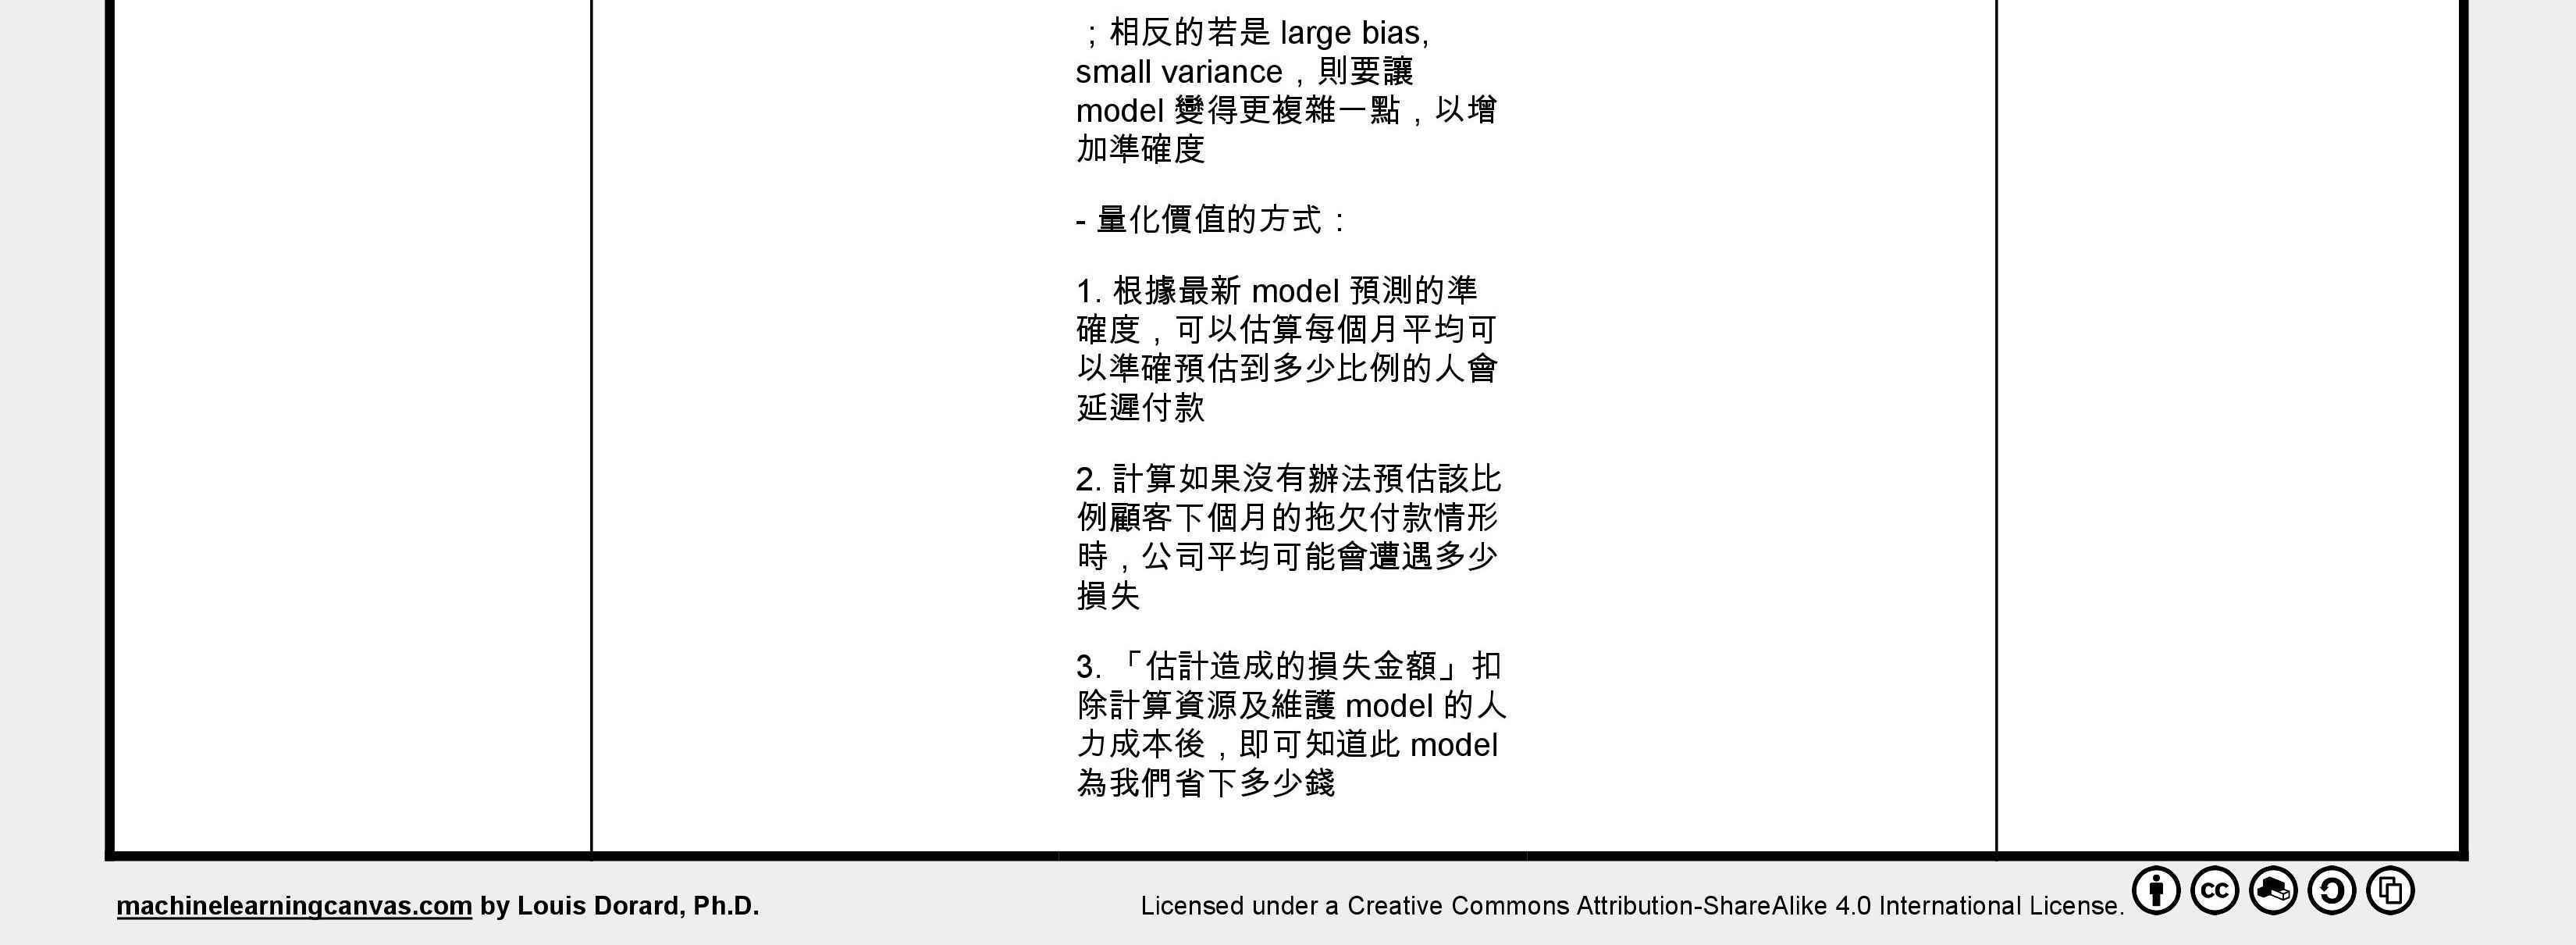 ；相反的若是 large bias,
small variance，則要讓
model 變得更複雜一點，以增
加準確度
- 量化價值的方式：
1. 根據最新 model 預測的準
確度，可以估算每個月平均可
以準確預估到多少比例的人會
延遲付款
2. 計算如果沒有辦法預估該比
例顧客下個月的拖欠付款情形
時，公司平均可能會遭遇多少
損失
3. 「估計造成的損失金額」扣
除計算資源及維護 model 的人
力成本後，即可知道此 model
為我們省下多少錢
machinelearningcanvas.com by Louis Dorard, Ph.D.
Licensed under a Creative Commons Attribution-ShareAlike 4.0 International License.
cc